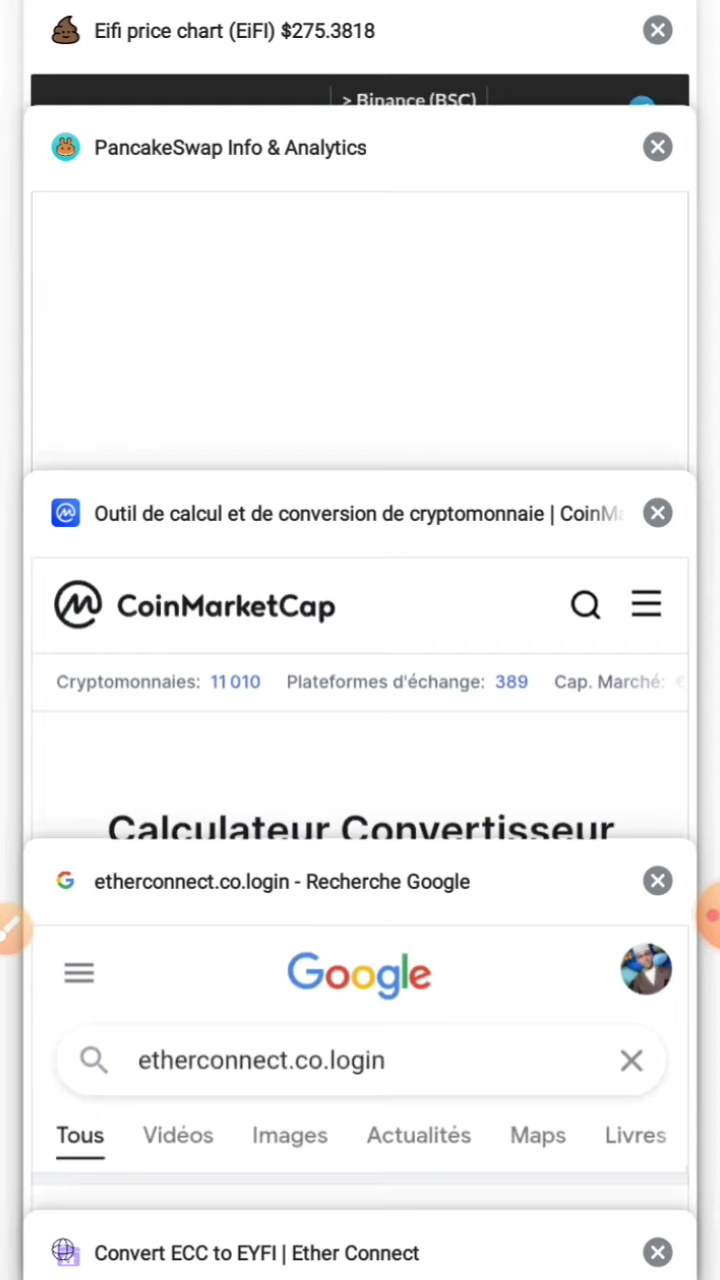 Eifi price chart (EiFI) $275.3818
> Binance (BSC)
PancakeSwap Info & Analytics
Outil de calcul et de conversion de cryptomonnaie | CoinMa
CoinMarketCap
Cryptomonnaies: 11 010 Plateformes d'échange: 389 Cap. Marché: €
Calculateur Convertisseur
etherconnect.co.login - Recherche Google
Google
etherconnect.co.login
Tous Vidéos Images Actualités Maps Livres
Convert ECC to EYFI | Ether Connect